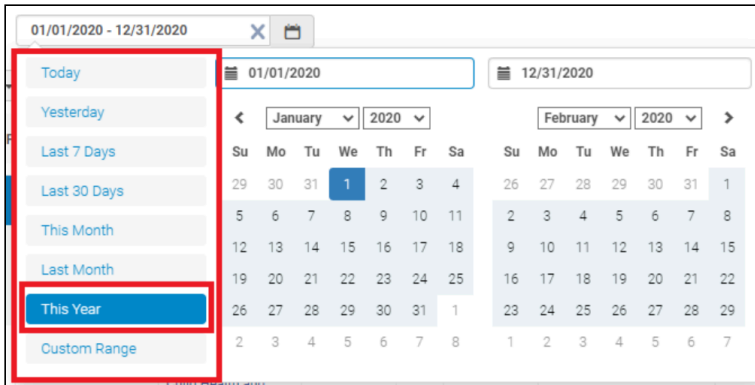 01/01/2020 - 12/31/2020
Today
Yesterday
Last 7 Days
Last 30 Days
This Month
Last Month
This Year
Custom Range
01/01/2020
January 2020
Su Mo Tu We Th Fr Sa
29 30 31 1 2 3 4
5 6 7 8 9 10 11
12 13 14 15 16 17 18
19 20 21 22 23 24 25
26 27 28 29 30 31 1
2 3 4 5 6 7 8
12/31/2020
February 2020
Su Mo Tu We Th Fr Sa
26 27 28 29 30 31 1
2 3 4 5 6 7 8
9 10 11 12 13 14 15
16 17 18 19 20 21 22
23 24 25 26 27 28 29
1 2 3 4 5 6 7